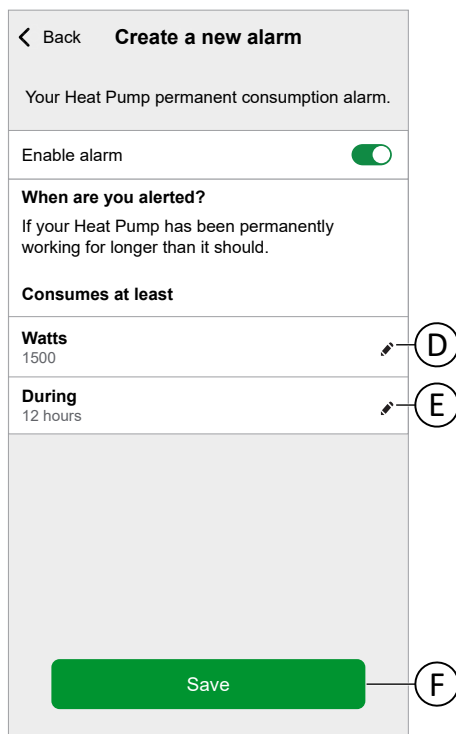 Back Create a new alarm
Your Heat Pump permanent consumption alarm.
Enable alarm
When are you alerted?
If your Heat Pump has been permanently
working for longer than it should.
Consumes at least
Watts
1500
D
During
12 hours
E
Save
F